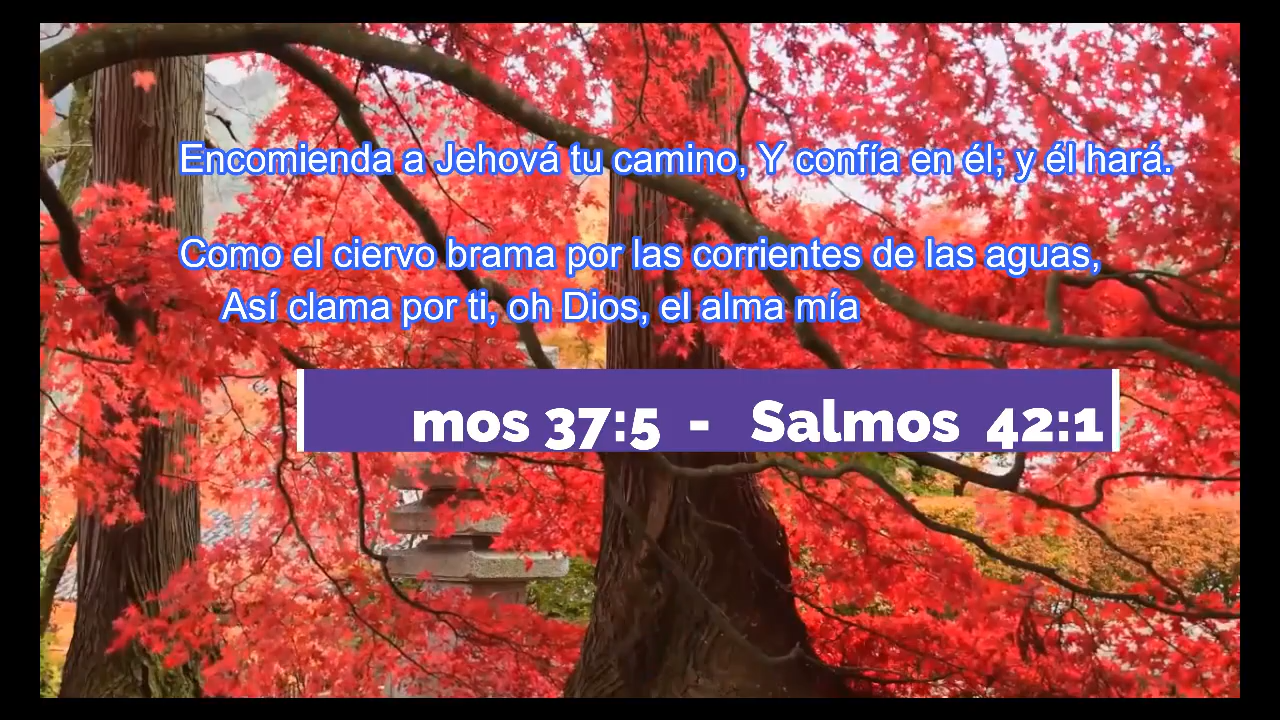 Encomienda a Jehová tu camino, Y confía en él; y él hará.
Como el ciervo brama por las corrientes de las aguas,
Así clama por ti, oh Dios, el alma mía
mos 37:5 - Salmos 42:1